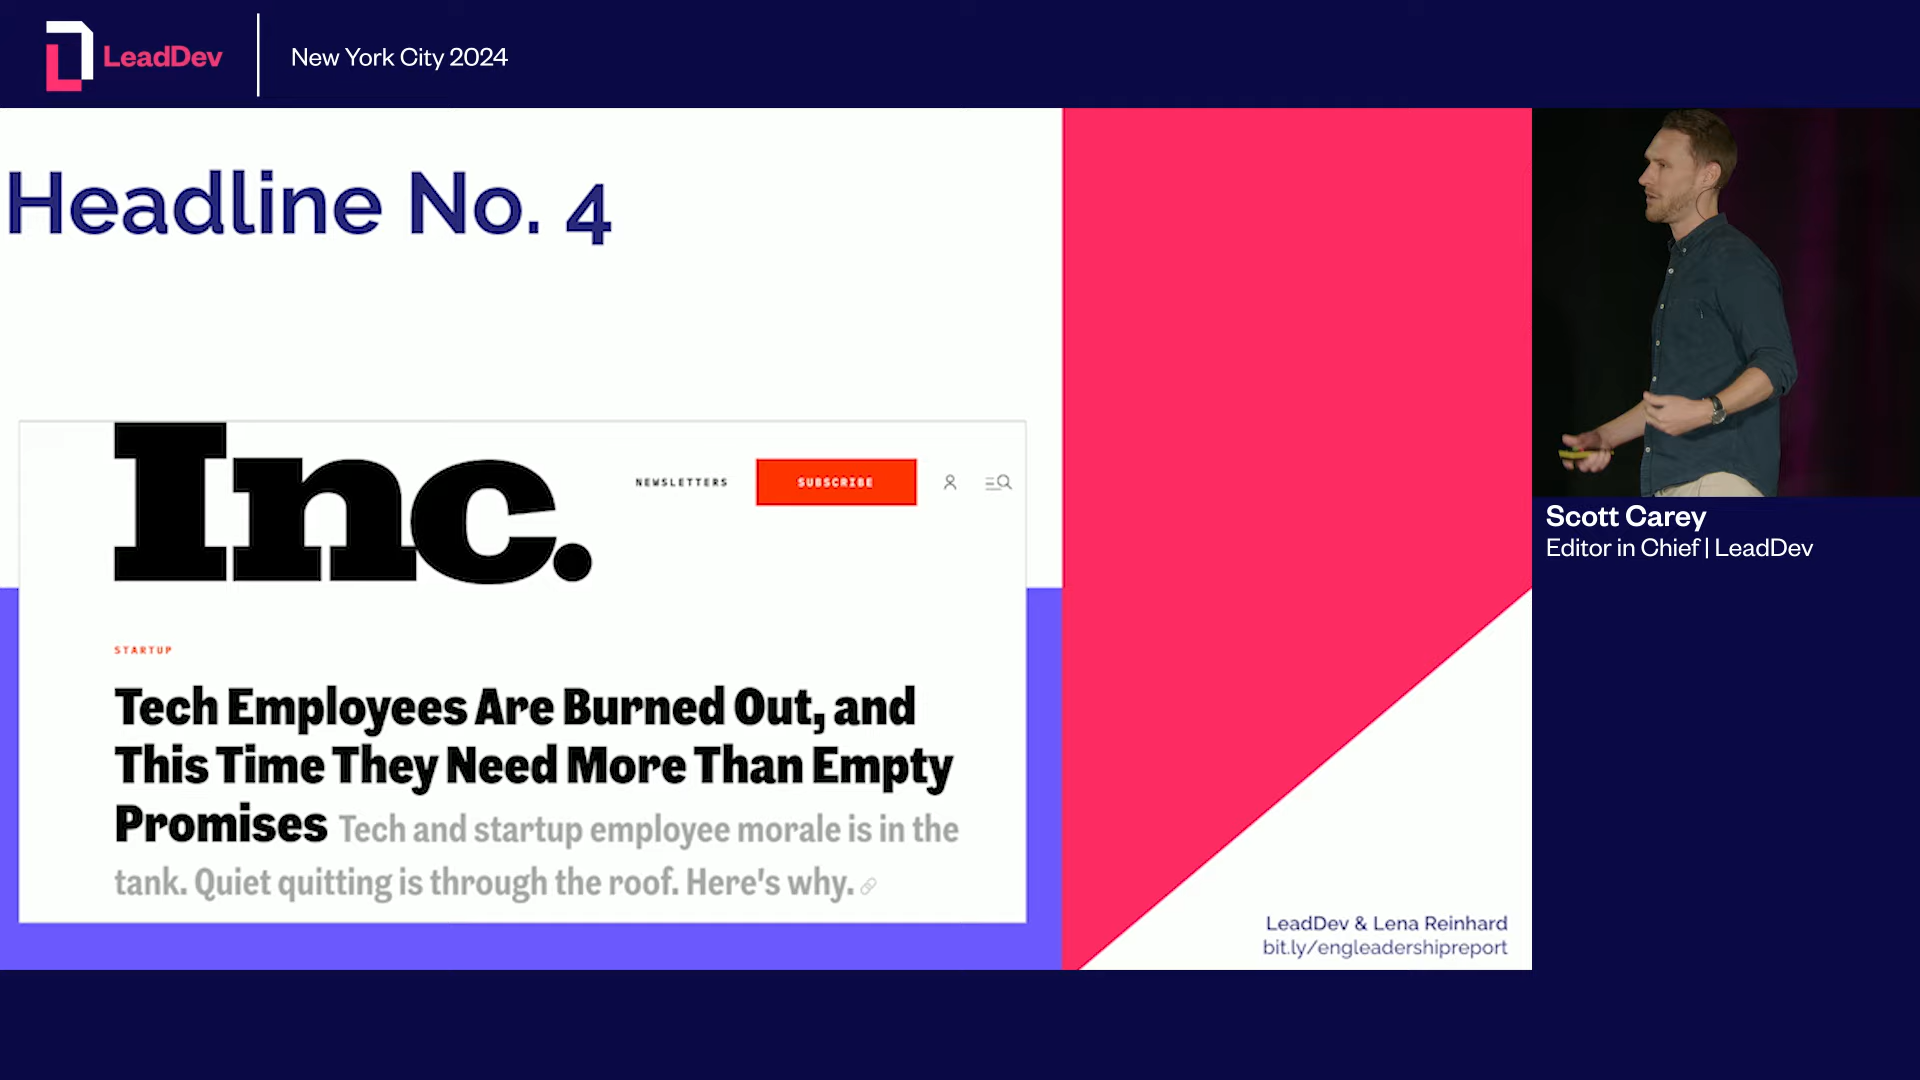 LeadDev
New York City 2024
Headline No. 4
Inc.
NEWSLETTERS
SUBSCRIBE
STARTUP
Tech Employees Are Burned Out, and
This Time They Need More Than Empty
Promises Tech and startup employee morale is in the
tank. Quiet quitting is through the roof. Here's why.
LeadDev & Lena Reinhard
bit.ly/engleadershipreport
Scott Carey
Editor in Chief | LeadDev